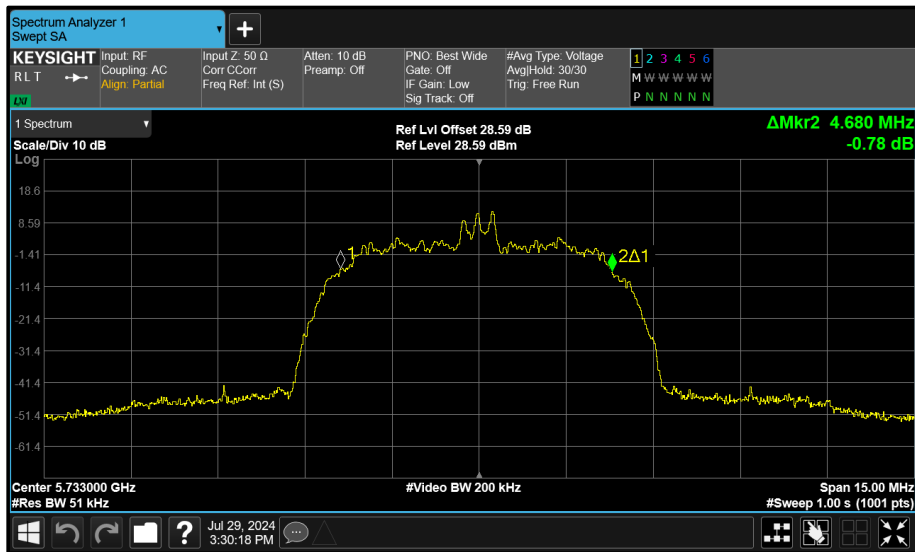 Spectrum Analyzer 1
Swept SA
+
KEYSIGHT
R L T
LXI
Input: RF
Coupling: AC
Align: Partial
Input Z: 50 Ω
Corr CCorr
Freq Ref: Int (S)
Atten: 10 dB
Preamp: Off
PNO: Best Wide
Gate: Off
IF Gain: Low
Sig Track: Off
#Avg Type: Voltage
Avg|Hold: 30/30
Trig: Free Run
1 2 3 4 5 6
M W W W W W
P N N N N N
1 Spectrum
Scale/Div 10 dB
Ref Lvl Offset 28.59 dB
Ref Level 28.59 dBm
ΔMkr2 4.680 MHz
-0.78 dB
Log
18.6
8.59
-1.41
-11.4
-21.4
-31.4
-41.4
-51.4
-61.4
1
2Δ1
Center 5.733000 GHz
#Video BW 200 kHz
Span 15.00 MHz
#Res BW 51 kHz
#Sweep 1.00 s (1001 pts)
?
Jul 29, 2024
3:30:18 PM